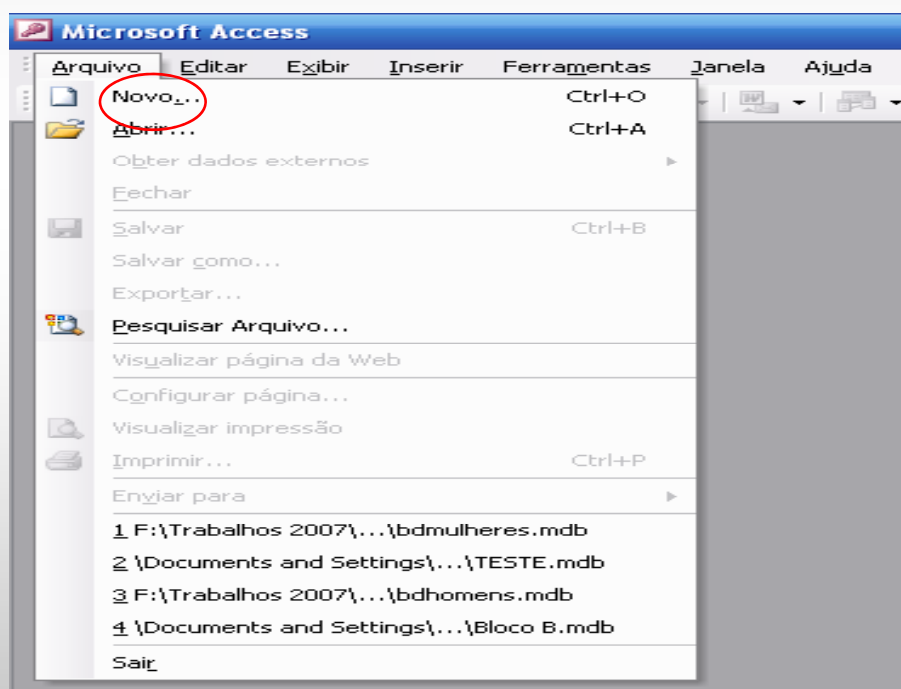 Microsoft Access
Arquivo Editar Exibir Inserir Ferramentas Janela Ajuda
Novo... Ctrl+O
Abrir... Ctrl+A
Obter dados externos
Fechar
Salvar Ctrl+B
Salvar como...
Exportar...
Pesquisar Arquivo...
Visualizar página da Web
Configurar página...
Visualizar impressão
Imprimir... Ctrl+P
Enviar para
1 F:\Trabalhos 2007\...\bdmulheres.mdb
2 \Documents and Settings\...\TESTE.mdb
3 F:\Trabalhos 2007\...\bdhomens.mdb
4 \Documents and Settings\...\Bloco B.mdb
Sair